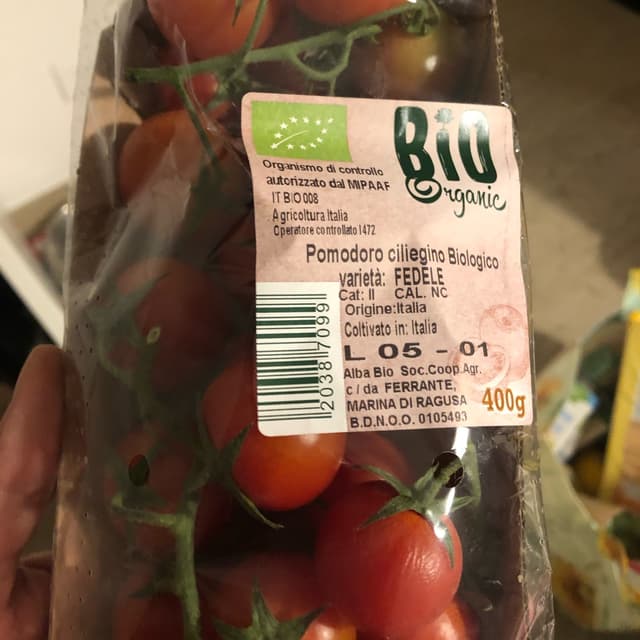 BiO
Organic
Organismo di controllo
autorizzato dal MIPAAF
IT BIO 008
Agricoltura Italia
Operatore controllato I472
Pomodoro ciliegino Biologico
varietà: FEDELE
Cat: II CAL. NC
Origine:Italia
Coltivato in: Italia
L 05 - 01
Alba Bio Soc.Coop.Agr.
c / da FERRANTE,
MARINA DI RAGUSA
B.D.N.O.O. 0105493
400g
20387099